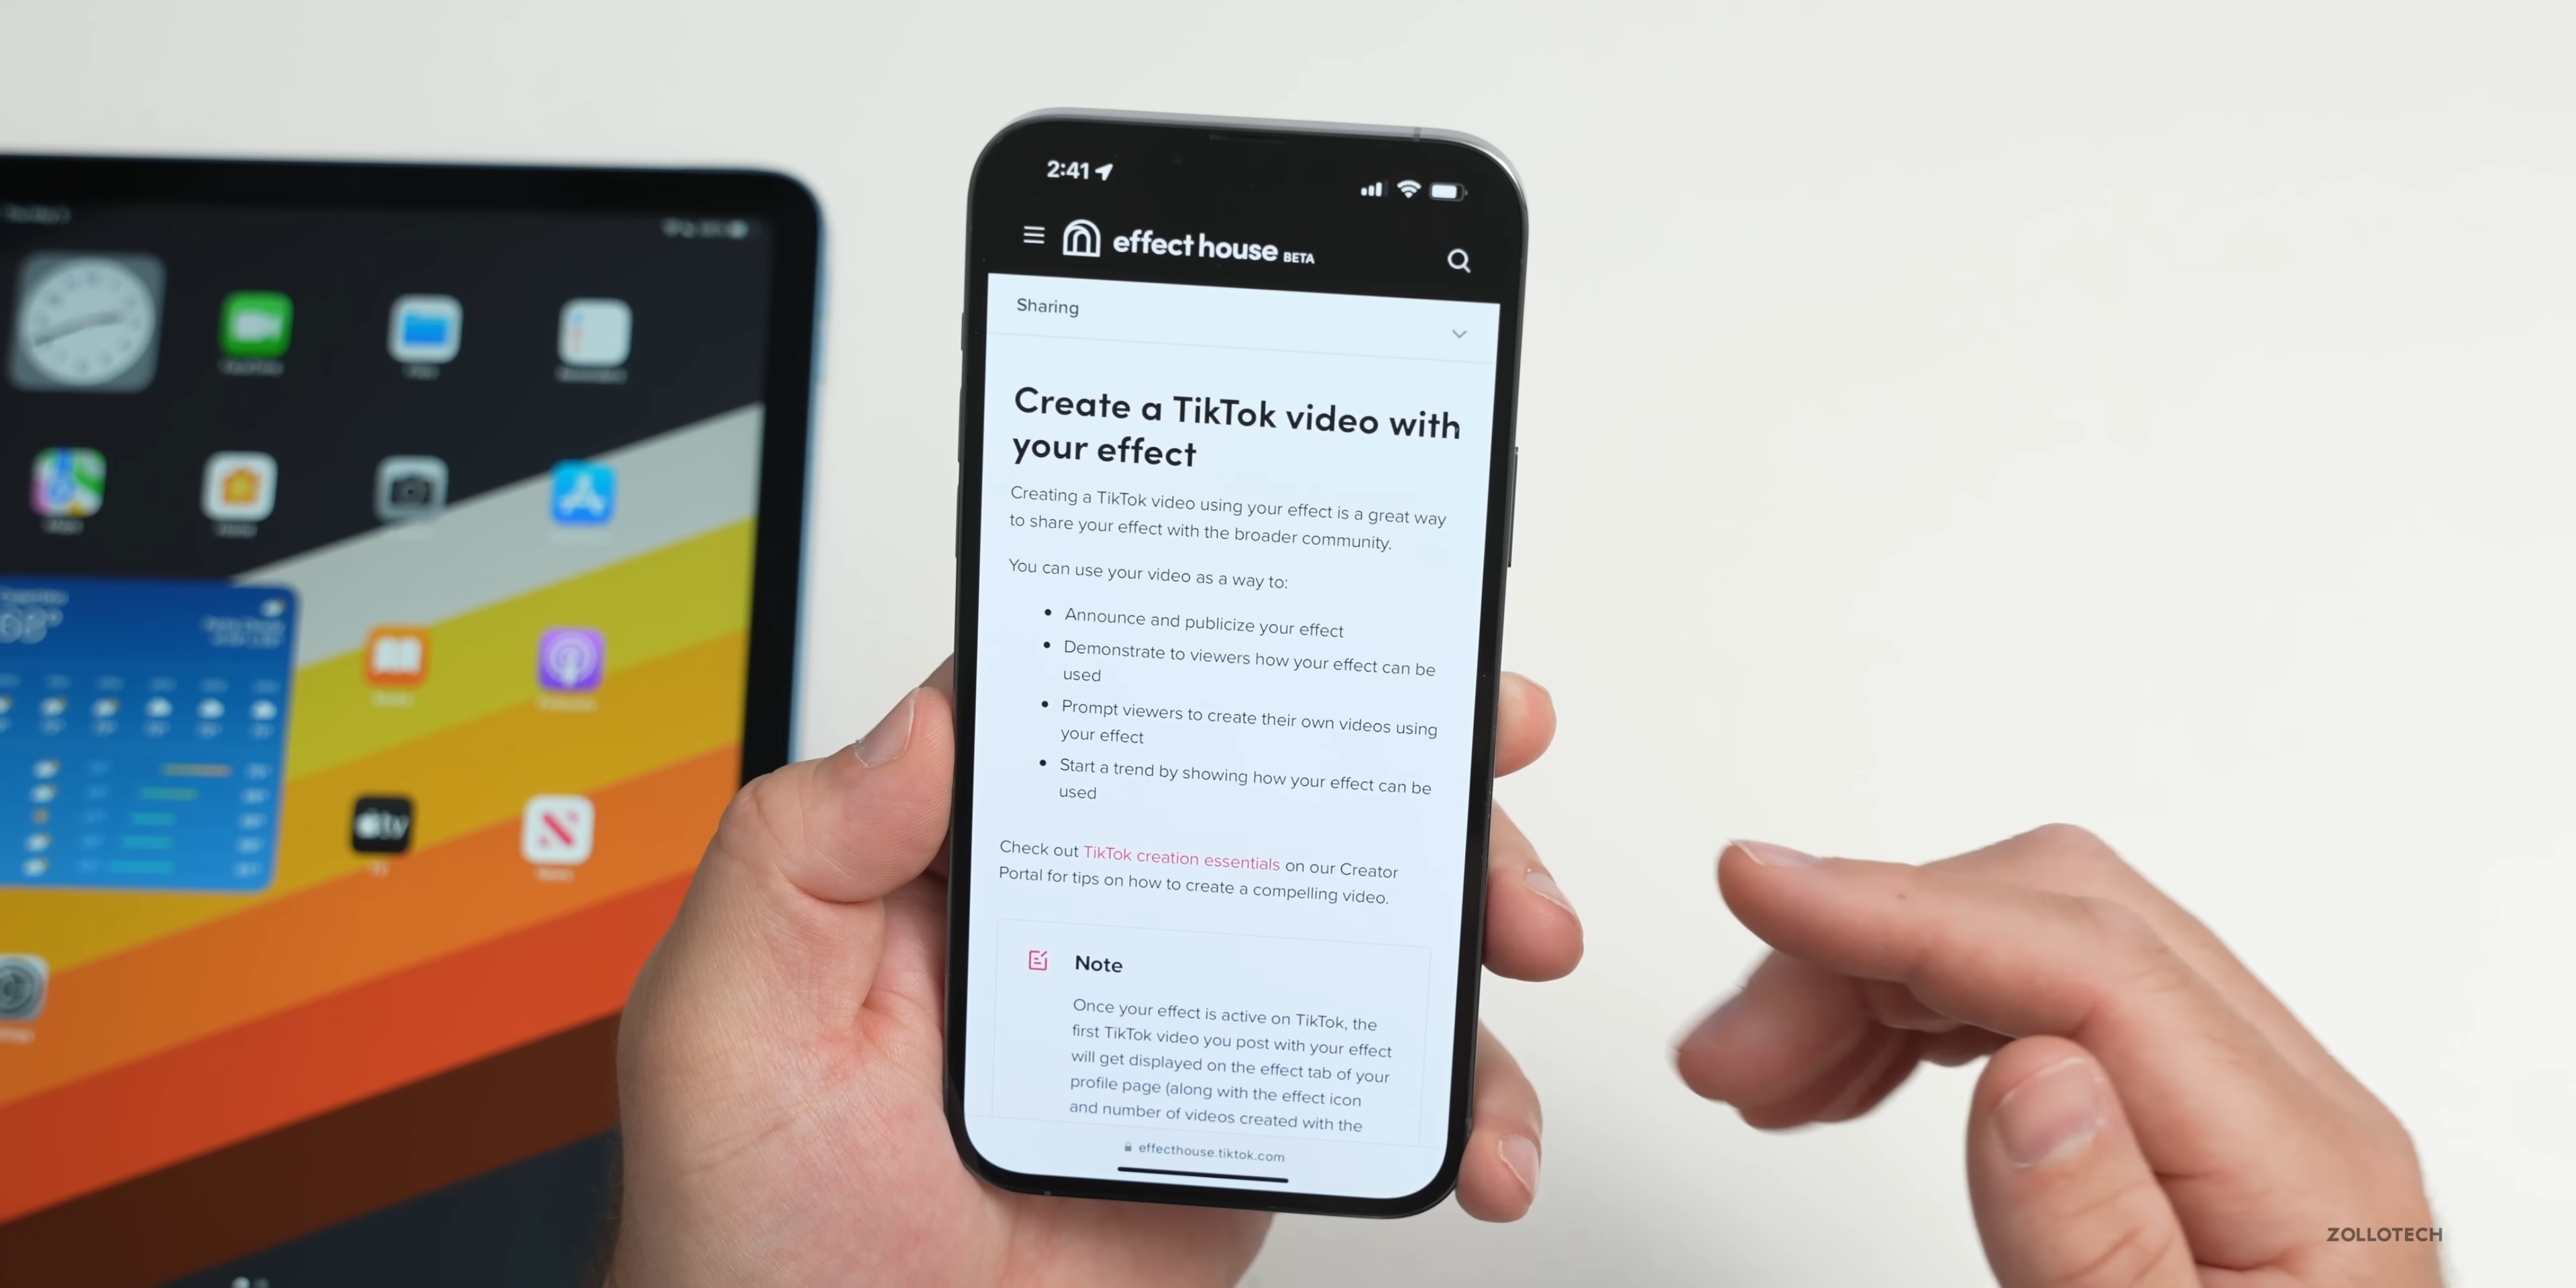 2:41
effect house BETA
Sharing
Create a TikTok video with
your effect
Creating a TikTok video using your effect is a great way
to share your effect with the broader community.
You can use your video as a way to:
Announce and publicize your effect
Demonstrate to viewers how your effect can be
used
Prompt viewers to create their own videos using
your effect
Start a trend by showing how your effect can be
used
Check out TikTok creation essentials on our Creator
Portal for tips on how to create a compelling video.
Note
Once your effect is active on TikTok, the
first TikTok video you post with your effect
will get displayed on the effect tab of your
profile page (along with the effect icon
and number of videos created with the
effecthouse.tiktok.com
tv
ZOLLOTECH